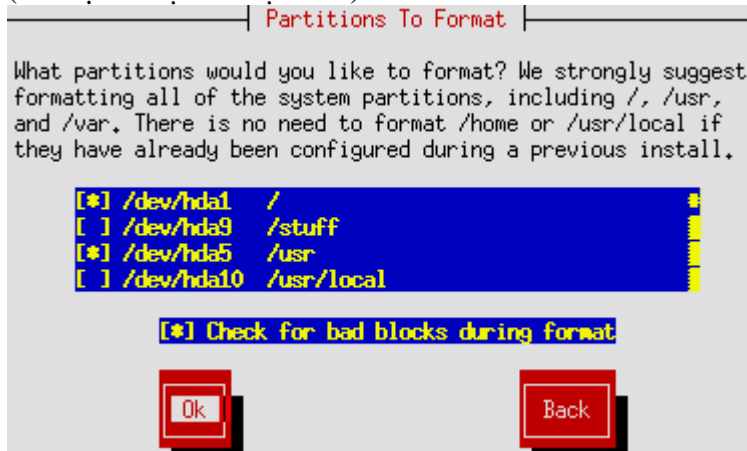 Partitions To Format
What partitions would you like to format? We strongly suggest
formatting all of the system partitions, including /, /usr,
and /var. There is no need to format /home or /usr/local if
they have already been configured during a previous install.
[*] /dev/hda1 /
[ ] /dev/hda9 /stuff
[*] /dev/hda5 /usr
[ ] /dev/hda10 /usr/local
[*] Check for bad blocks during format
Ok Back